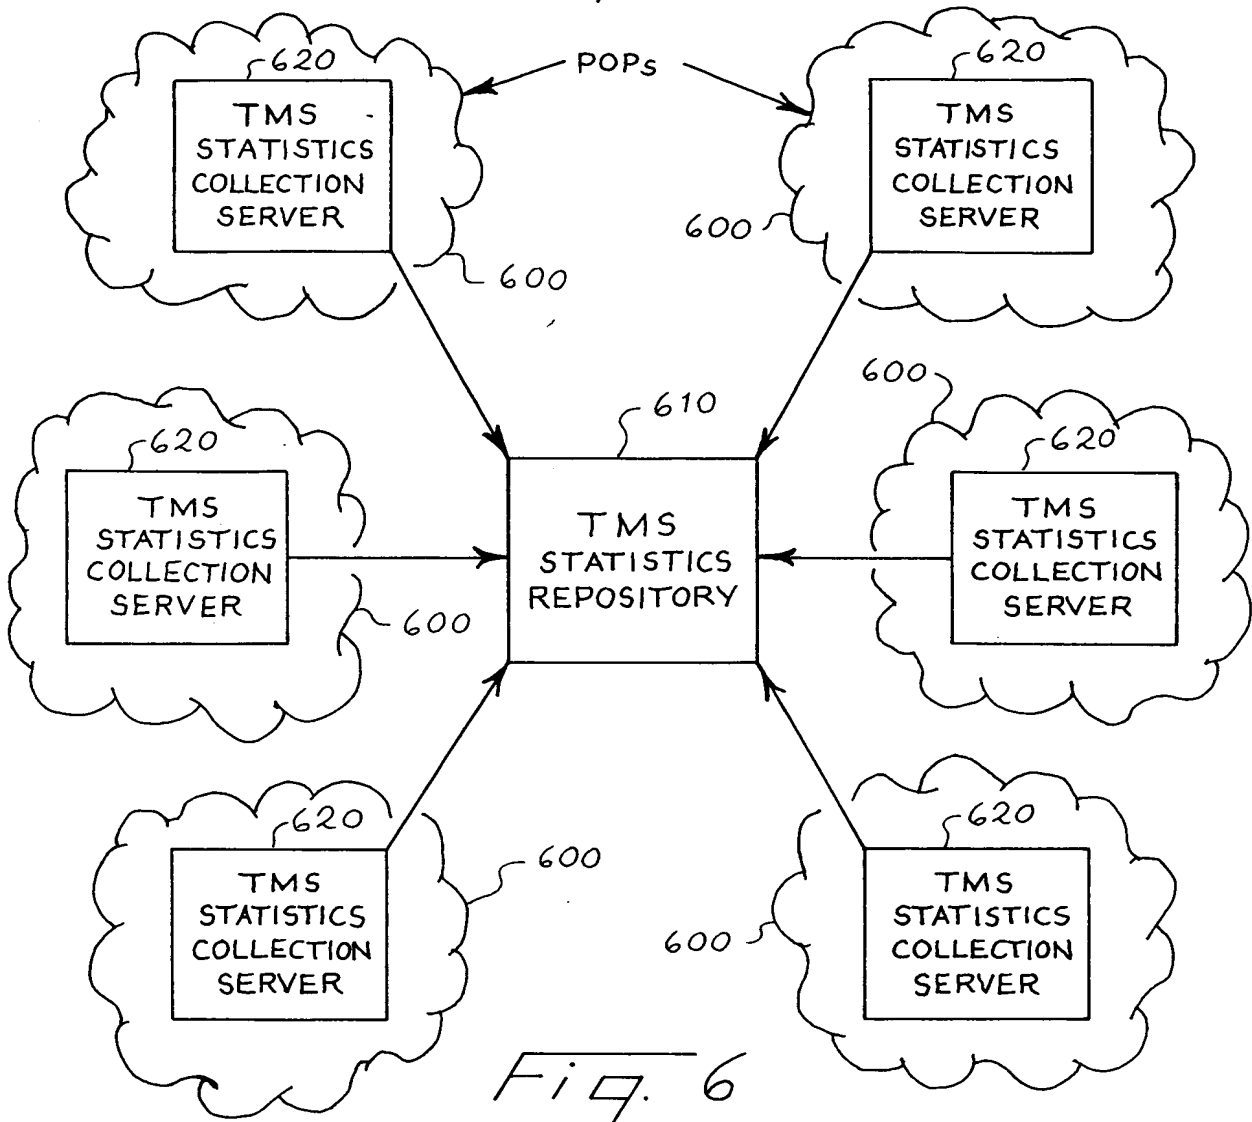 620
POPs
620
TMS
STATISTICS
COLLECTION
SERVER
TMS
STATISTICS
COLLECTION
SERVER
600
600
600
610
620
TMS
STATISTICS
COLLECTION
SERVER
TMS
STATISTICS
REPOSITORY
620
TMS
STATISTICS
COLLECTION
SERVER
600
620
TMS
STATISTICS
COLLECTION
SERVER
600
600
620
TMS
STATISTICS
COLLECTION
SERVER
Fig. 6